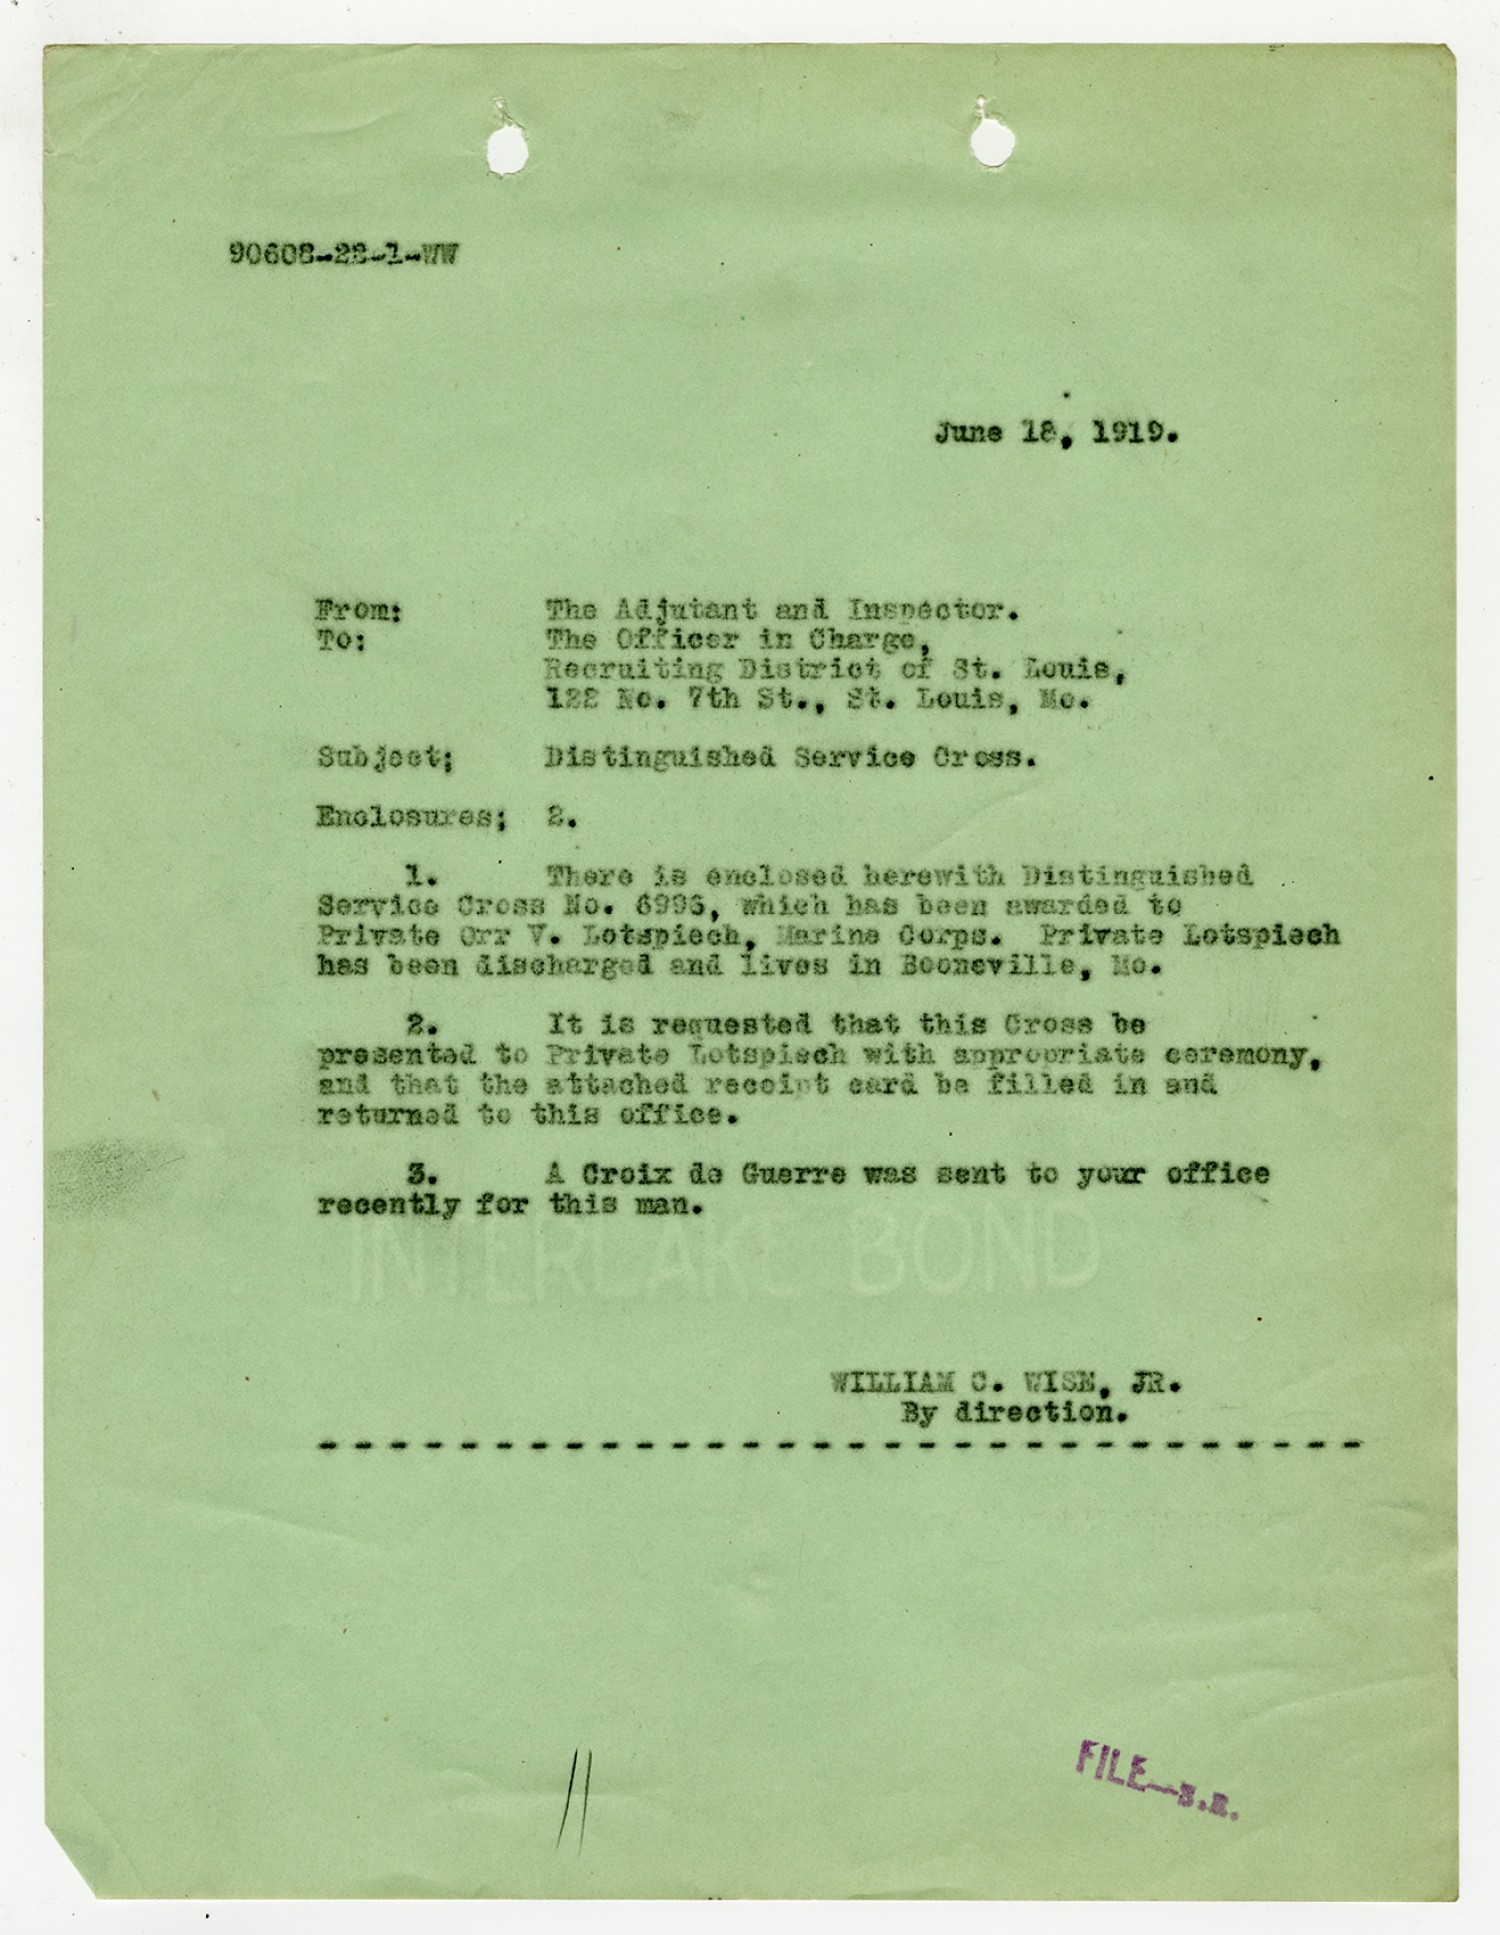 90608-28-1-WW
June 18, 1919.
From: The Adjutant and Inspector.
To: The Officer in Charge,
Recruiting District of St. Louis,
122 No. 7th St., St. Louis, Mo.
Subject; Distinguished Service Cross.
Enclosures; 2.
1. There is enclosed herewith Distinguished
Service Cross No. 6996, which has been awarded to
Private Orr V. Lotspiech, Marine Corps. Private Lotspiech
has been discharged and lives in Booneville, Mo.
2. It is requested that this Cross be
presented to Private Lotspiech with appropriate ceremony,
and that the attached receipt card be filled in and
returned to this office.
3. A Croix de Guerre was sent to your office
recently for this man.
INTERLAKE BOND
WILLIAM C. WISE, JR.
By direction.
- - - - - - - - - - - - - - - - - - - - - - - - - - - - - -
FILE—